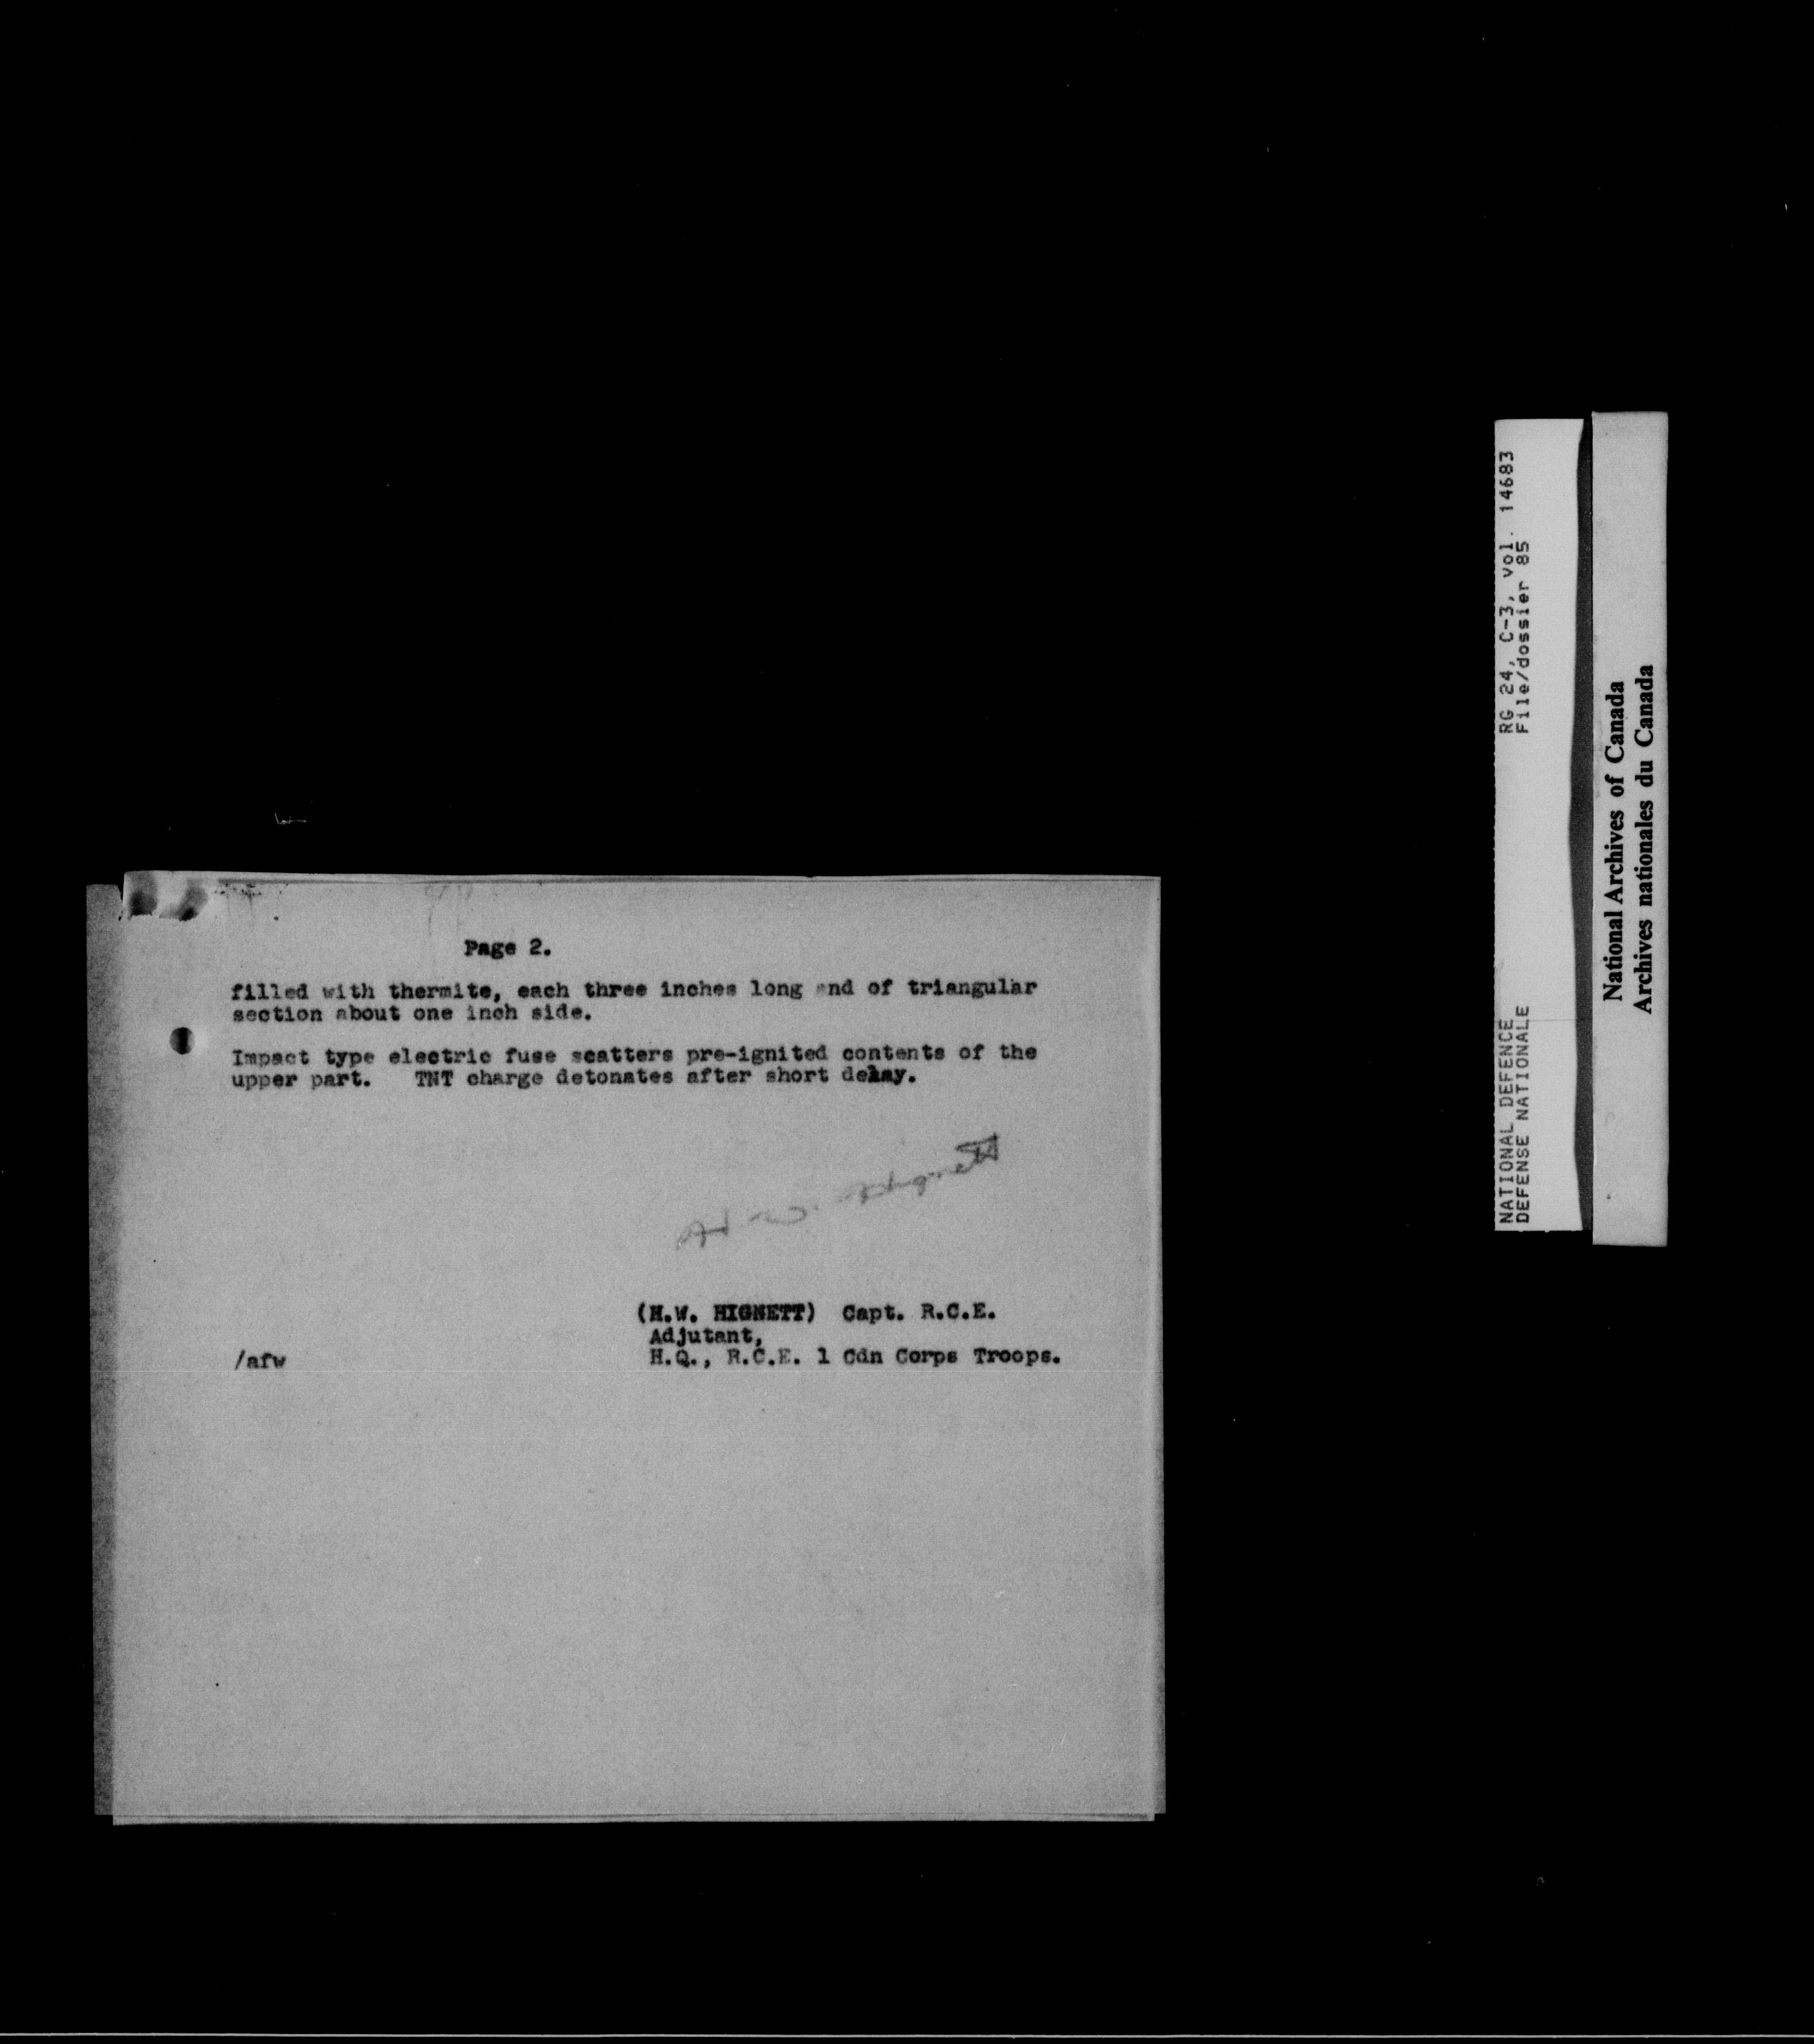 Page 2.
filled with thermite, each three inches long and of triangular
section about one inch side.
Impact type electric fuse scatters pre-ignited contents of the
upper part. TNT charge detonates after short delay.
H W. Hignett
(H.W. HIGNETT) Capt. R.C.E.
Adjutant,
/afw H.Q., R.C.E. 1 Cdn Corps Troops.
NATIONAL DEFENCE RG 24, C-3, vol. 14683
DEFENSE NATIONALE File/dossier 85
National Archives of Canada
Archives nationales du Canada